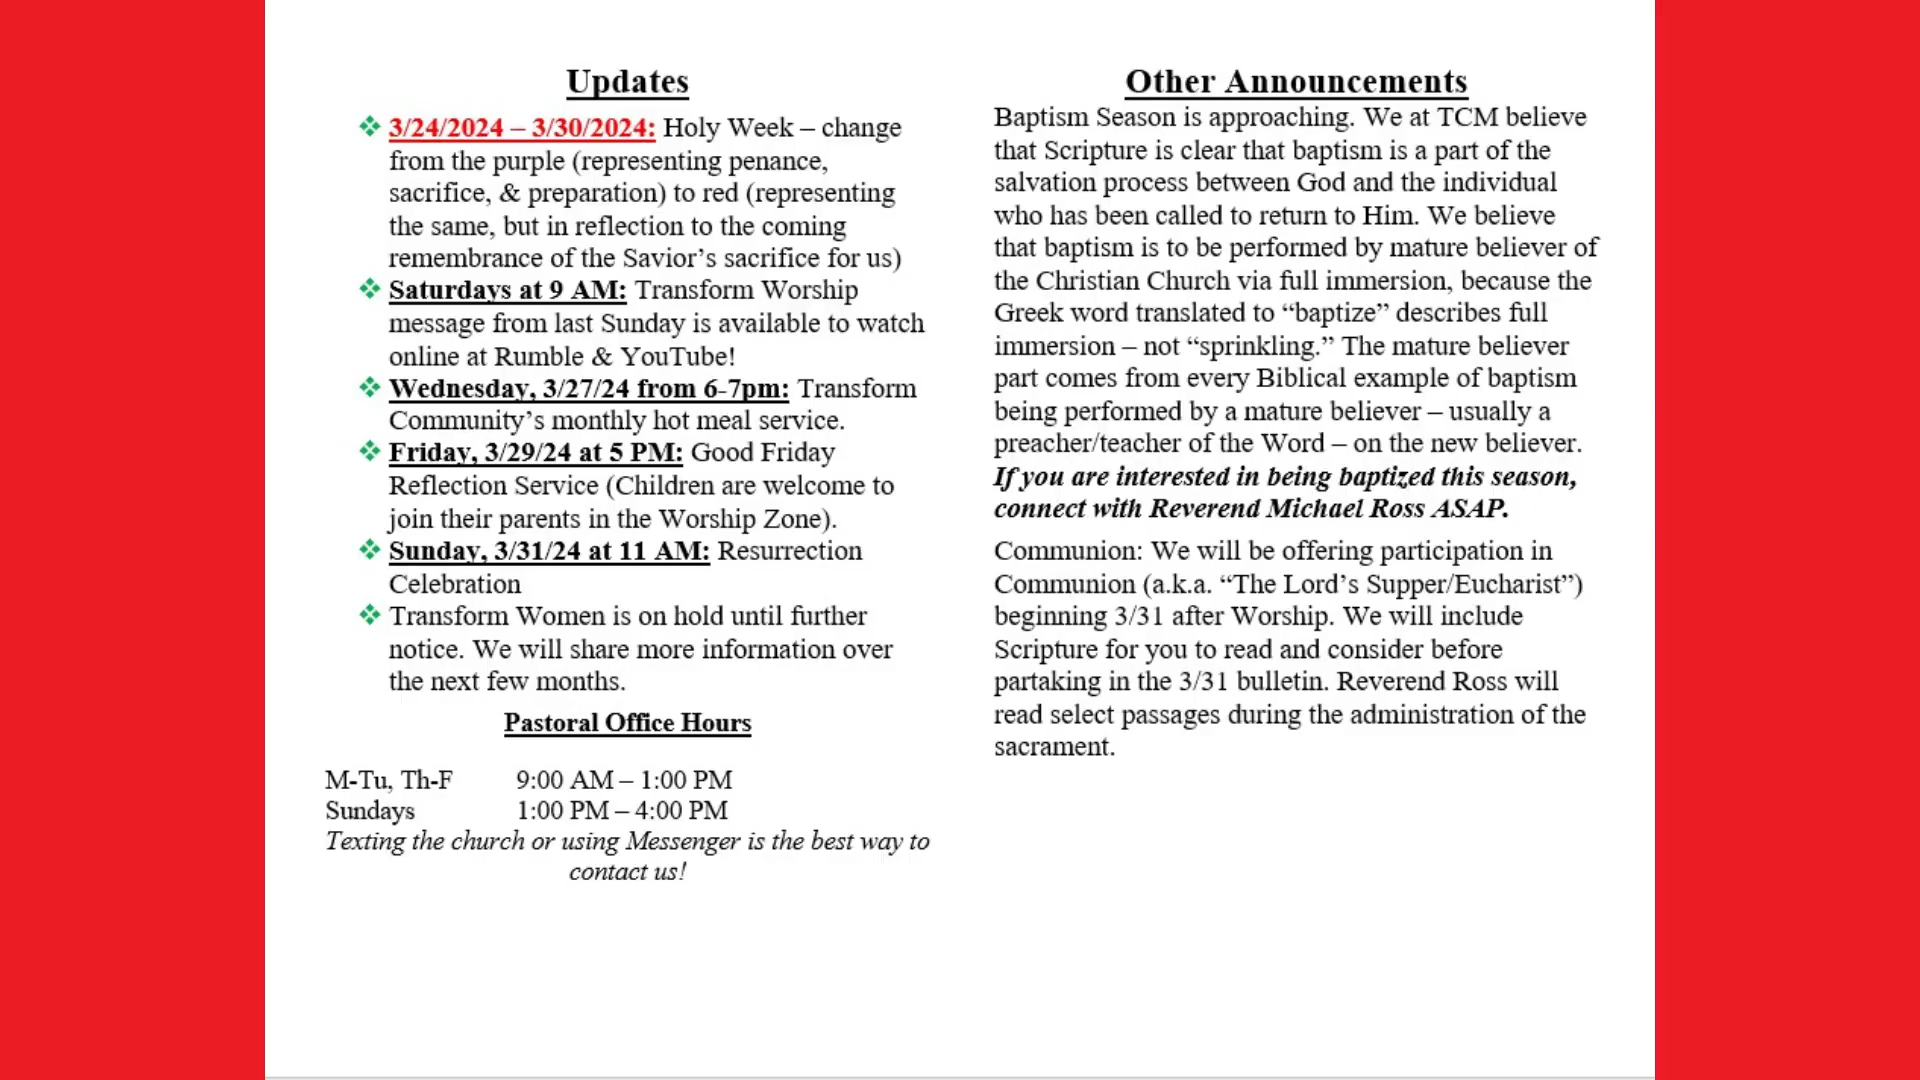 Updates
3/24/2024 – 3/30/2024: Holy Week – change
from the purple (representing penance,
sacrifice, & preparation) to red (representing
the same, but in reflection to the coming
remembrance of the Savior’s sacrifice for us)
Saturdays at 9 AM: Transform Worship
message from last Sunday is available to watch
online at Rumble & YouTube!
Wednesday, 3/27/24 from 6-7pm: Transform
Community’s monthly hot meal service.
Friday, 3/29/24 at 5 PM: Good Friday
Reflection Service (Children are welcome to
join their parents in the Worship Zone).
Sunday, 3/31/24 at 11 AM: Resurrection
Celebration
Transform Women is on hold until further
notice. We will share more information over
the next few months.
Pastoral Office Hours
M-Tu, Th-F 9:00 AM – 1:00 PM
Sundays 1:00 PM – 4:00 PM
Texting the church or using Messenger is the best way to
contact us!
Other Announcements
Baptism Season is approaching. We at TCM believe
that Scripture is clear that baptism is a part of the
salvation process between God and the individual
who has been called to return to Him. We believe
that baptism is to be performed by mature believer of
the Christian Church via full immersion, because the
Greek word translated to “baptize” describes full
immersion – not “sprinkling.” The mature believer
part comes from every Biblical example of baptism
being performed by a mature believer – usually a
preacher/teacher of the Word – on the new believer.
If you are interested in being baptized this season,
connect with Reverend Michael Ross ASAP.
Communion: We will be offering participation in
Communion (a.k.a. “The Lord’s Supper/Eucharist”)
beginning 3/31 after Worship. We will include
Scripture for you to read and consider before
partaking in the 3/31 bulletin. Reverend Ross will
read select passages during the administration of the
sacrament.